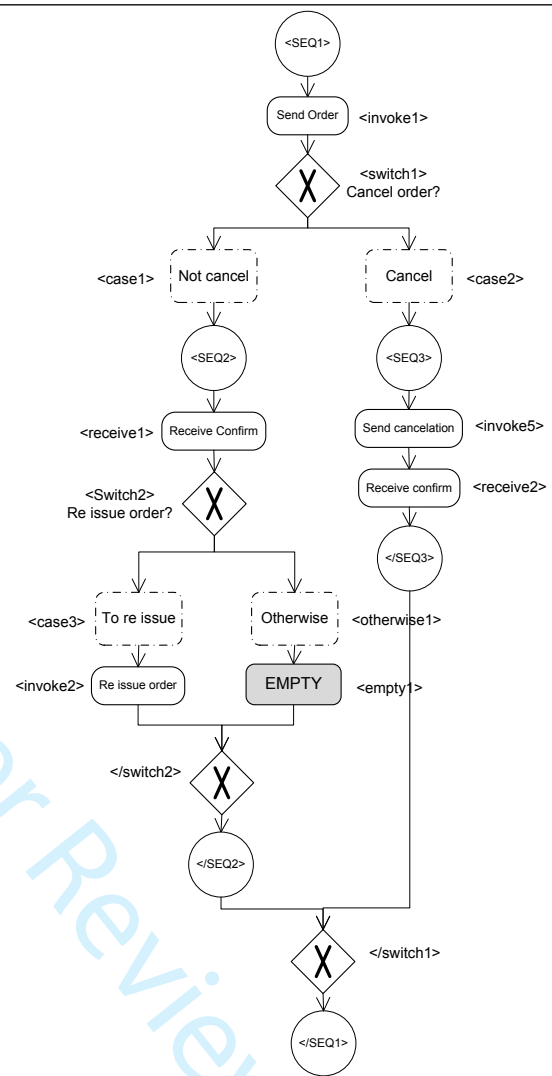 <SEQ1>
Send Order
<invoke1>
<switch1>
Cancel order?
X
<case1>
Not cancel
Cancel
<case2>
<SEQ2>
<SEQ3>
<receive1>
Receive Confirm
Send cancelation
<invoke5>
<Switch2>
Re issue order?
X
Receive confirm
<receive2>
</SEQ3>
<case3>
To re issue
Otherwise
<otherwise1>
<invoke2>
Re issue order
EMPTY
<empty1>
</switch2>
X
</SEQ2>
X
</switch1>
</SEQ1>
er Review